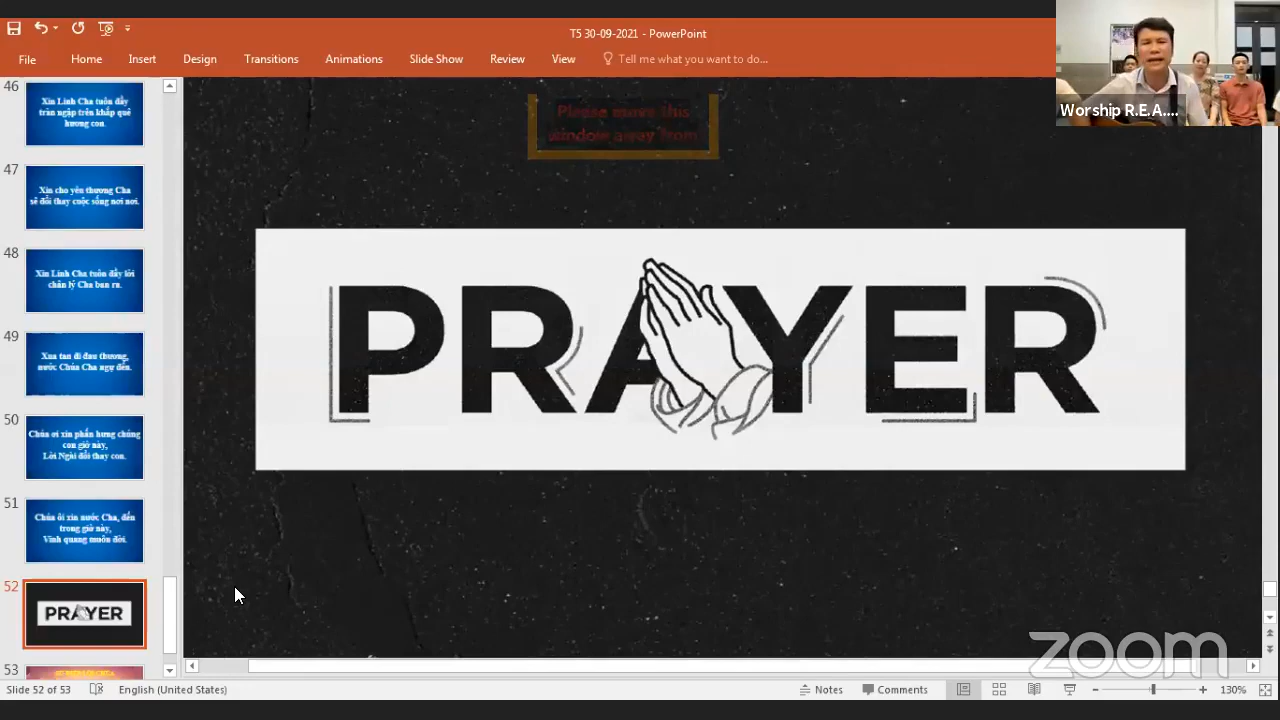 T5 30-09-2021 - PowerPoint
File Home Insert Design Transitions Animations Slide Show Review View Tell me what you want to do...
Worship R.E.A....
46
Xin Linh Cha tuôn đầy
tràn ngập trên khắp quê
hương con.
47
Xin cho yêu thương Cha
sẽ đổi thay cuộc sống nơi nơi.
48
Xin Linh Cha tuôn đầy lời
chân lý Cha ban ra.
49
Xua tan đi đau thương,
nước Chúa Cha ngự đến.
50
Chúa ơi xin phấn hưng chúng
con giờ này,
Lời Ngài đổi thay con.
51
Chúa ôi xin nước Cha, đến
trong giờ này,
Vinh quang muôn đời.
52
PRAYER
53
Please move this
window away from
PRAYER
zoom
Slide 52 of 53 English (United States) Notes Comments 130%